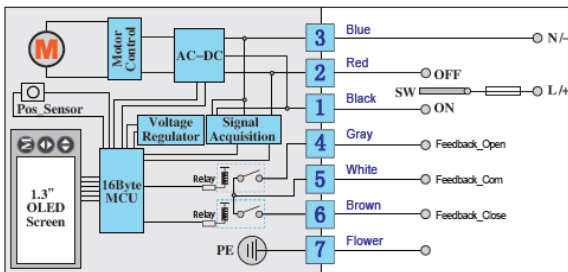 M
Motor
Control
AC-DC
Pos_Sensor
Voltage
Regulator
Signal
Acquisition
1.3"
OLED
Screen
16Byte
MCU
Relay
Relay
PE
3 Blue N/-
2 Red OFF
SW L/+
1 Black ON
4 Gray Feedback_Open
5 White Feedback_Com
6 Brown Feedback_Close
7 Flower